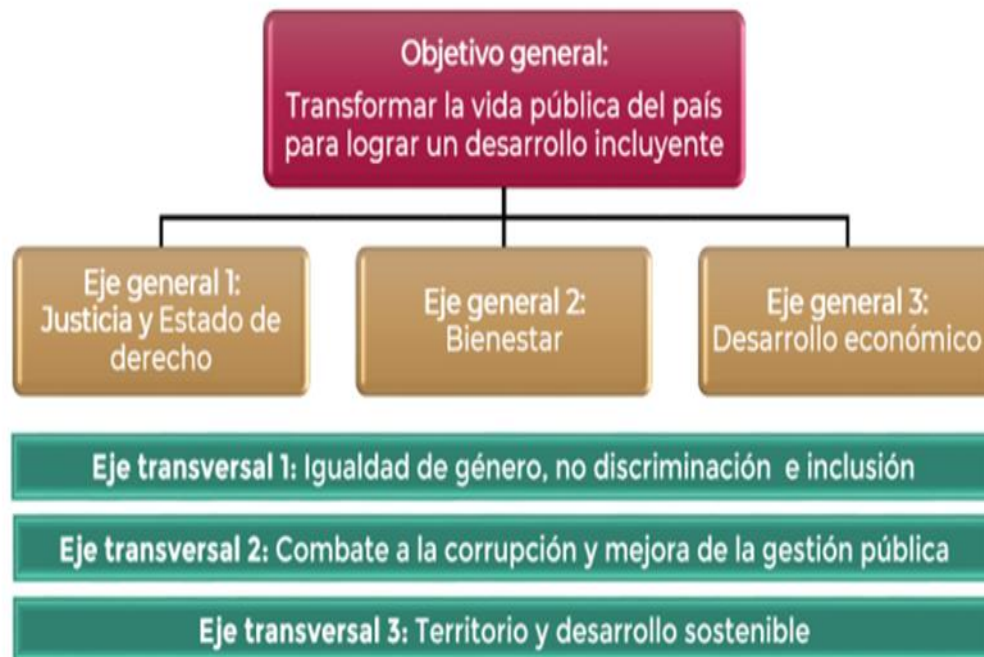 Objetivo general:
Transformar la vida pública del país
para lograr un desarrollo incluyente
Eje general 1:
Justicia y Estado de
derecho
Eje general 2:
Bienestar
Eje general 3:
Desarrollo económico
Eje transversal 1: Igualdad de género, no discriminación e inclusión
Eje transversal 2: Combate a la corrupción y mejora de la gestión pública
Eje transversal 3: Territorio y desarrollo sostenible